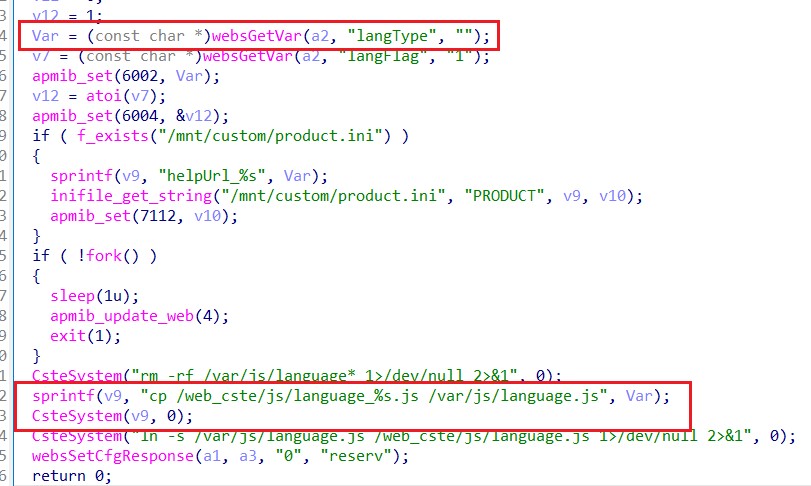 3 v12 = 1;
4 Var = (const char *)websGetVar(a2, "langType", "");
5 v7 = (const char *)websGetVar(a2, "langFlag", "1");
6 apmib_set(6002, Var);
7 v12 = atoi(v7);
8 apmib_set(6004, &v12);
9 if ( f_exists("/mnt/custom/product.ini") )
0 {
1 sprintf(v9, "helpUrl_%s", Var);
2 inifile_get_string("/mnt/custom/product.ini", "PRODUCT", v9, v10);
3 apmib_set(7112, v10);
4 }
5 if ( !fork() )
6 {
7 sleep(1u);
8 apmib_update_web(4);
9 exit(1);
0 }
1 CsteSystem("rm -rf /var/js/language* 1>/dev/null 2>&1", 0);
2 sprintf(v9, "cp /web_cste/js/language_%s.js /var/js/language.js", Var);
3 CsteSystem(v9, 0);
4 CsteSystem("ln -s /var/js/language.js /web_cste/js/language.js 1>/dev/null 2>&1", 0);
5 websSetCfgResponse(a1, a3, "0", "reserv");
6 return 0;